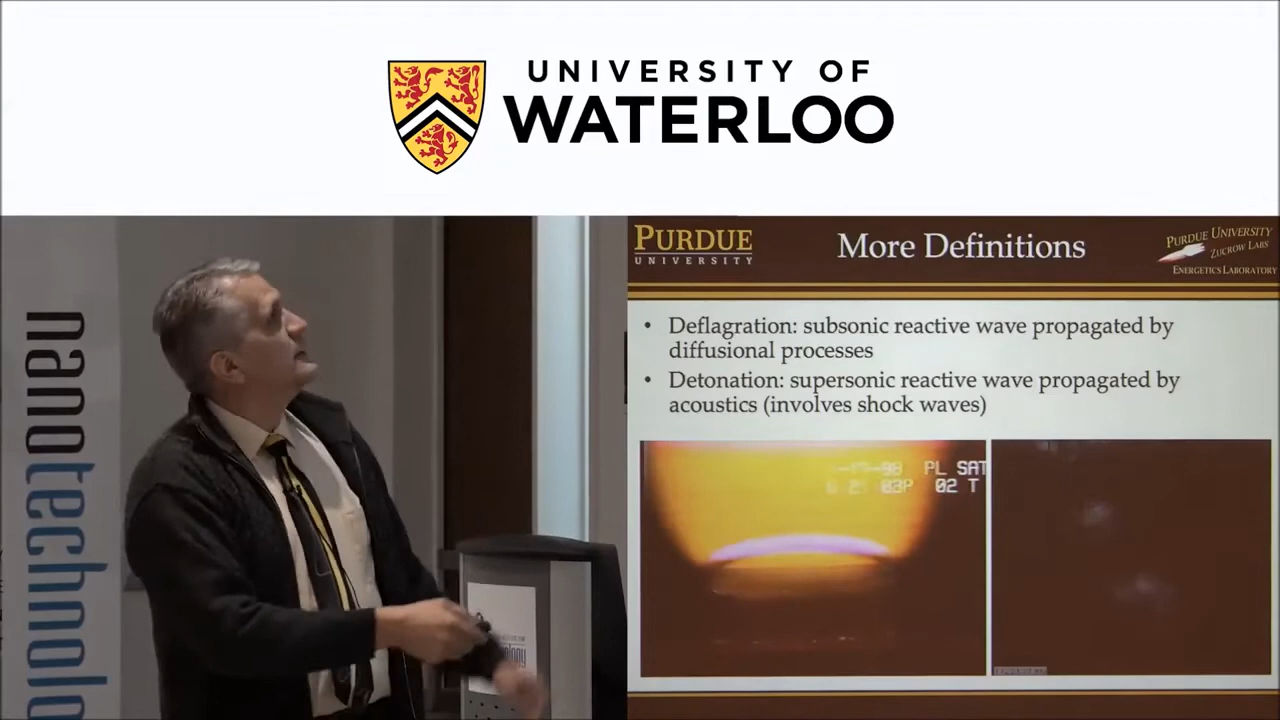 UNIVERSITY OF
WATERLOO
nanotechnolo
PURDUE
UNIVERSITY
More Definitions
PURDUE UNIVERSITY
ZUCROW LABS
ENERGETICS LABORATORY
• Deflagration: subsonic reactive wave propagated by
diffusional processes
• Detonation: supersonic reactive wave propagated by
acoustics (involves shock waves)
PL SAT
02 T